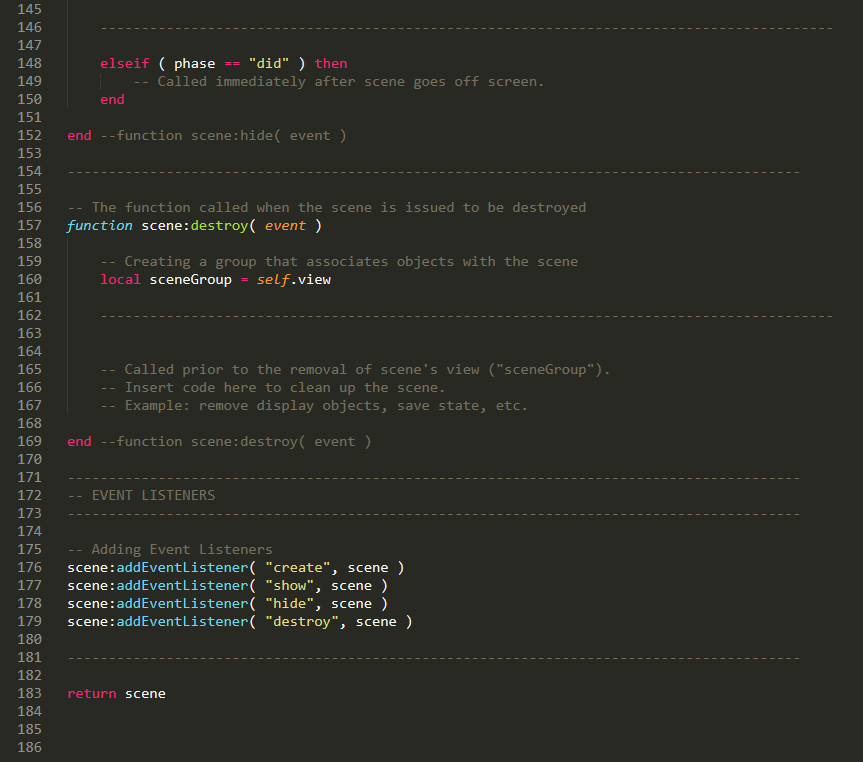 145
146 -----------------------------------------------------------------------------------------
147
148 elseif ( phase == "did" ) then
149 -- Called immediately after scene goes off screen.
150 end
151
152 end --function scene:hide( event )
153
154 -----------------------------------------------------------------------------------------
155
156 -- The function called when the scene is issued to be destroyed
157 function scene:destroy( event )
158
159 -- Creating a group that associates objects with the scene
160 local sceneGroup = self.view
161
162 -----------------------------------------------------------------------------------------
163
164
165 -- Called prior to the removal of scene's view ("sceneGroup").
166 -- Insert code here to clean up the scene.
167 -- Example: remove display objects, save state, etc.
168
169 end --function scene:destroy( event )
170
171 -----------------------------------------------------------------------------------------
172 -- EVENT LISTENERS
173 -----------------------------------------------------------------------------------------
174
175 -- Adding Event Listeners
176 scene:addEventListener( "create", scene )
177 scene:addEventListener( "show", scene )
178 scene:addEventListener( "hide", scene )
179 scene:addEventListener( "destroy", scene )
180
181 -----------------------------------------------------------------------------------------
182
183 return scene
184
185
186